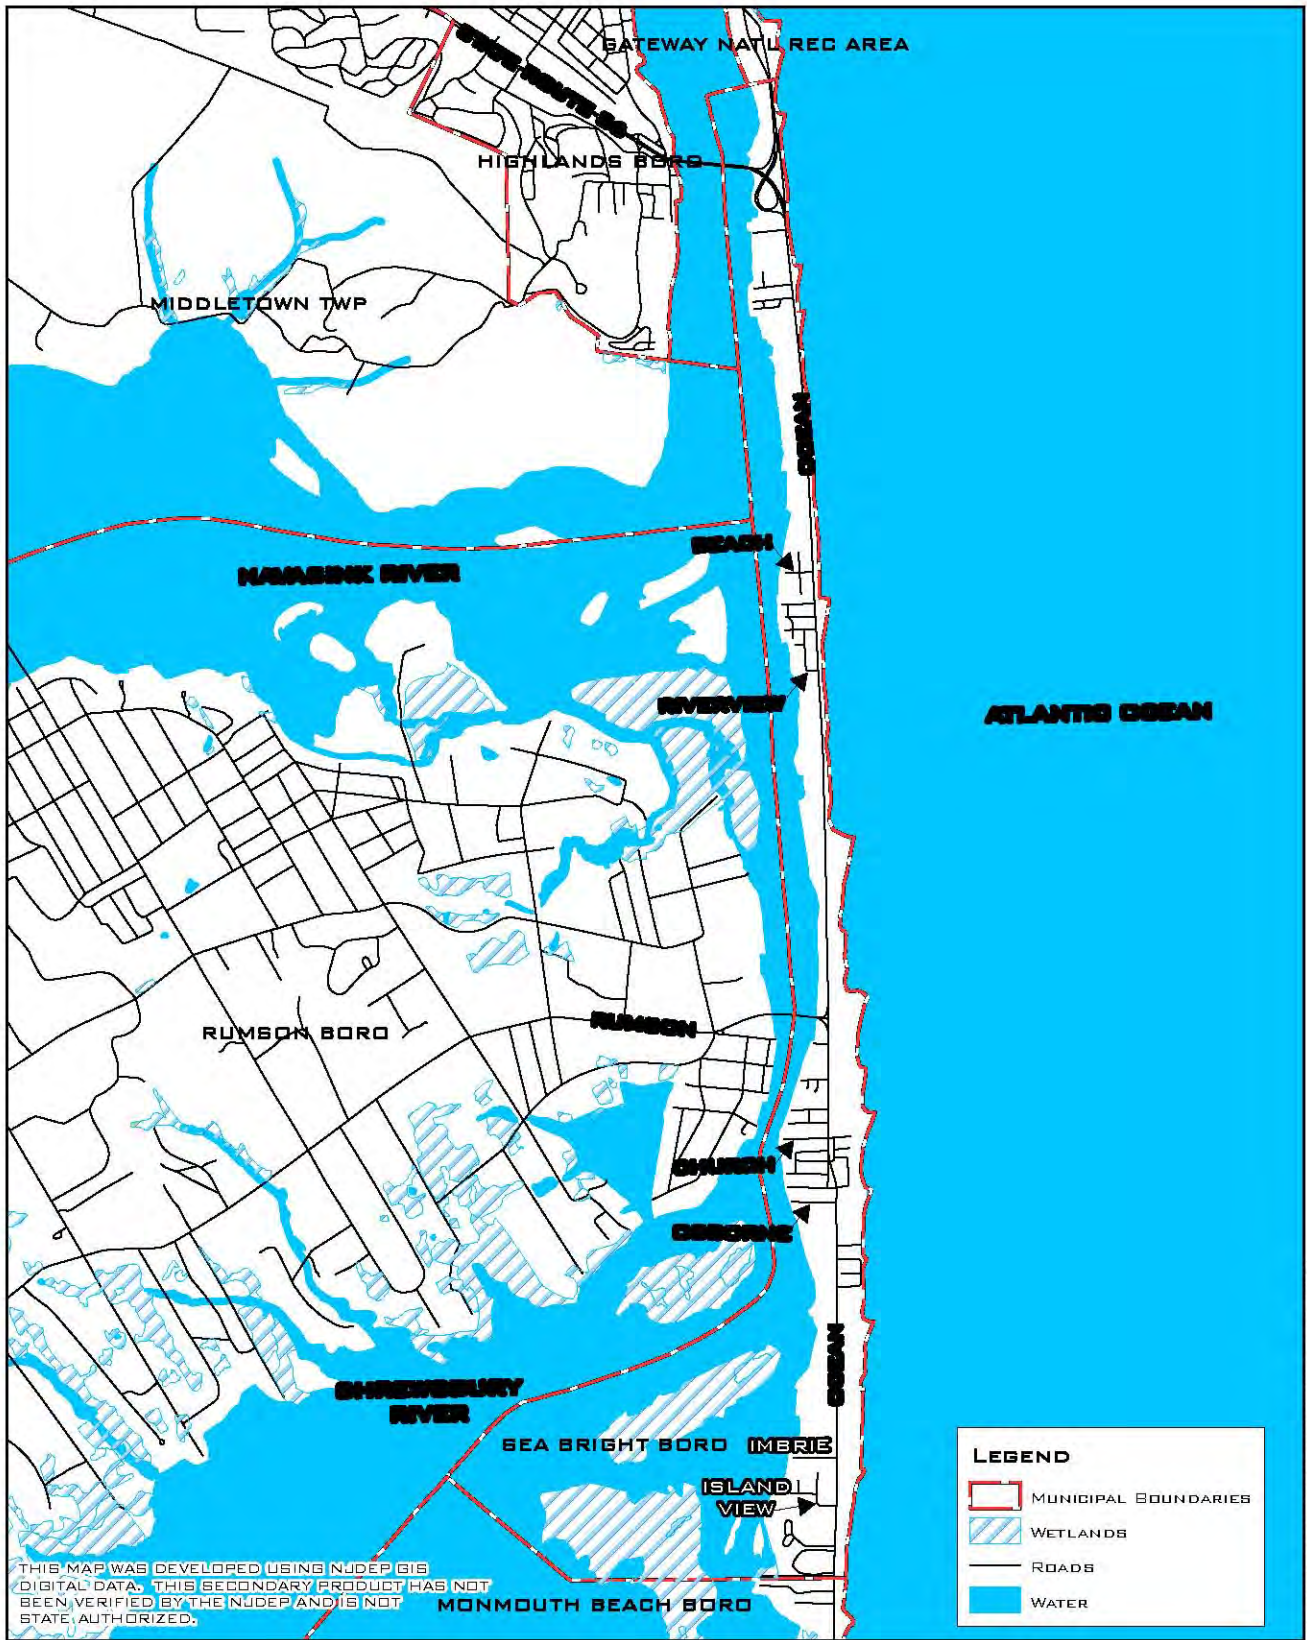 GATEWAY NAT'L REC AREA
STATE ROUTE 36
HIGHLANDS BORO
MIDDLETOWN TWP
OCEAN
BEACH
NAVASINK RIVER
RIVERVIEW
ATLANTIC OCEAN
RUMSON
RUMSON BORO
CHURCH
OSBORNE
OCEAN
SHREWSBURY
RIVER
SEA BRIGHT BORO
IMBRIE
ISLAND
VIEW
LEGEND
MUNICIPAL BOUNDARIES
WETLANDS
ROADS
WATER
THIS MAP WAS DEVELOPED USING NJDEP GIS
DIGITAL DATA. THIS SECONDARY PRODUCT HAS NOT
BEEN VERIFIED BY THE NJDEP AND IS NOT
STATE AUTHORIZED.
MONMOUTH BEACH BORO